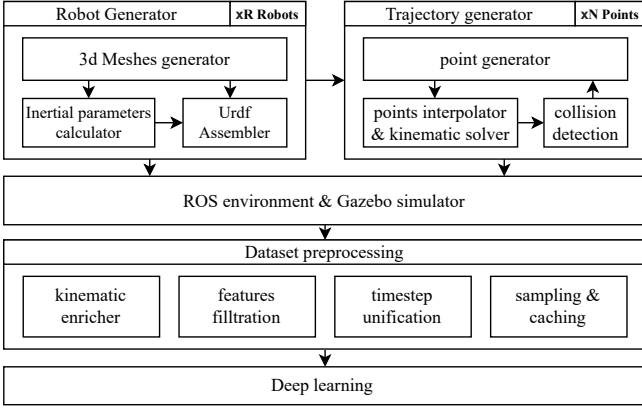 Robot Generator
xR Robots
3d Meshes generator
Inertial parameters
calculator
Urdf
Assembler
Trajectory generator
xN Points
point generator
points interpolator
& kinematic solver
collision
detection
ROS environment & Gazebo simulator
Dataset preprocessing
kinematic
enricher
features
filltration
timestep
unification
sampling &
caching
Deep learning